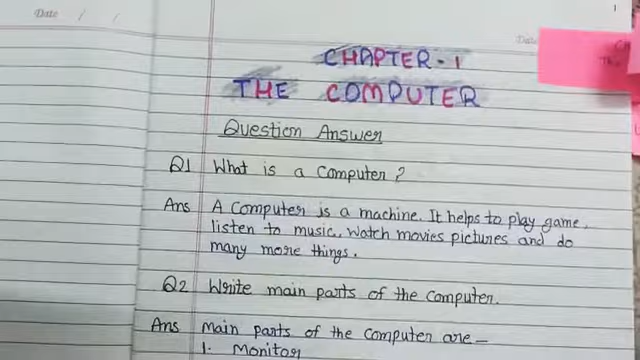 Date / /
1
Date
CHAPTER-1
THE COMPUTER
Question Answer
Q1 What is a Computer?
Ans A Computer is a machine. It helps to play game,
listen to music, watch movies pictures and do
many more things.
Q2 Write main parts of the computer.
Ans Main parts of the computer are—
1. Monitor